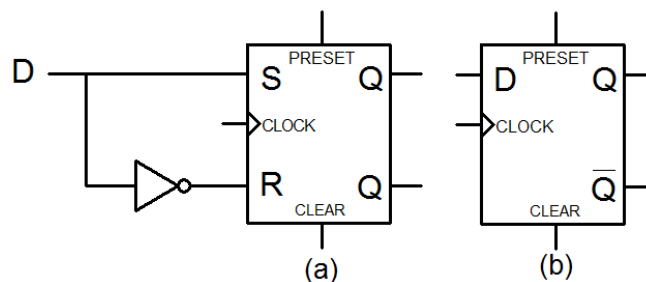 PRESET
D S Q
CLOCK
R Q
CLEAR
(a)
PRESET
D Q
CLOCK
Q̅
CLEAR
(b)